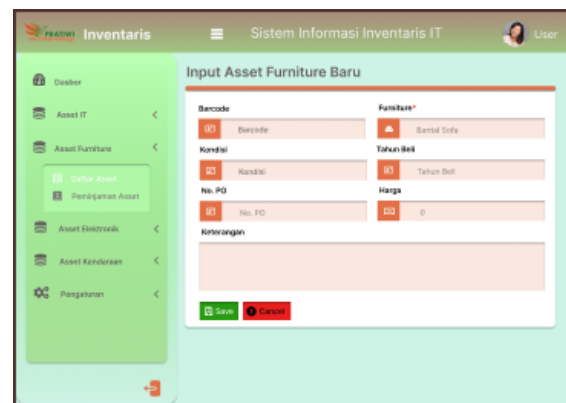 PRATIWI Inventaris
Sistem Informasi Inventaris IT
User
Input Asset Furniture Baru
Dasbor
Asset IT
Asset Furniture
Daftar Asset
Peminjaman Asset
Asset Elektronik
Asset Kendaraan
Pengaturan
Barcode
Furniture*
Barcode
Bantal Sofa
Kondisi
Tahun Beli
Kondisi
Tahun Beli
No. PO
Harga
No. PO
0
Keterangan
Save
Cancel